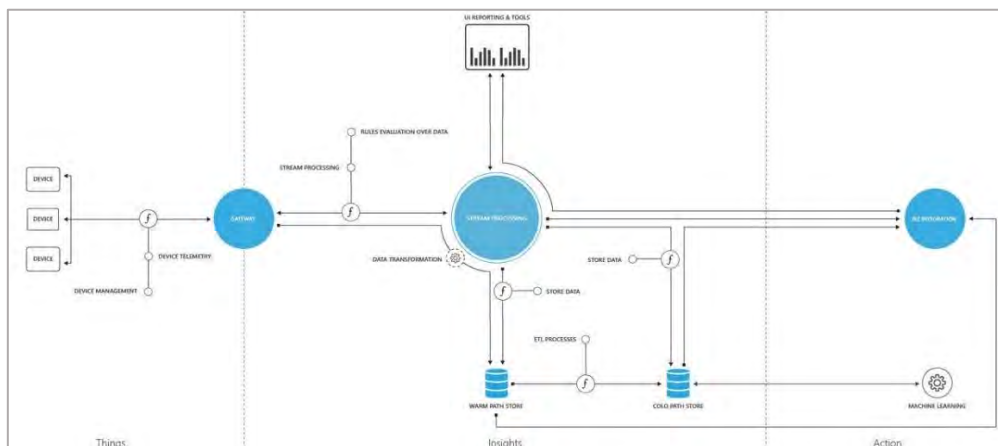 UI REPORTING & TOOLS
RULES EVALUATION OVER DATA
STREAM PROCESSING
DEVICE
DEVICE
DEVICE
GATEWAY
STREAM PROCESSING
DEVICE TELEMETRY
DEVICE MANAGEMENT
DATA TRANSFORMATION
STORE DATA
STORE DATA
ETL PROCESSES
WARM PATH STORE
COLD PATH STORE
MACHINE LEARNING
Things
Insights
Action